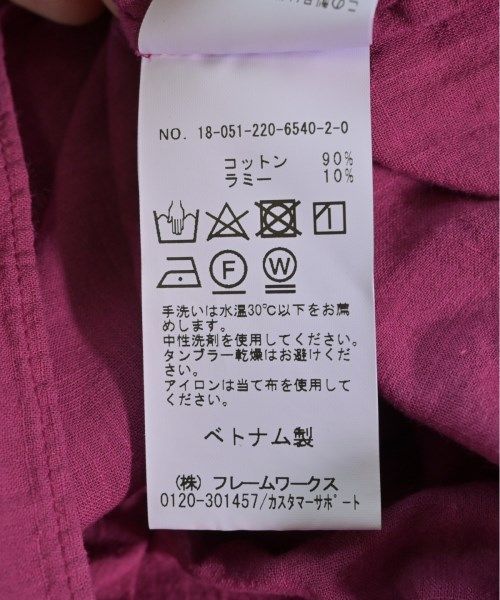 この製品
NO. 18-051-220-6540-2-0
コットン 90%
ラミー 10%
F W
手洗いは水温30℃以下をお薦
めします。
中性洗剤を使用してください。
タンブラー乾燥はお避けくだ
さい。
アイロンは当て布を使用して
ください。
ベトナム製
(株) フレームワークス
0120-301457/カスタマーサポート